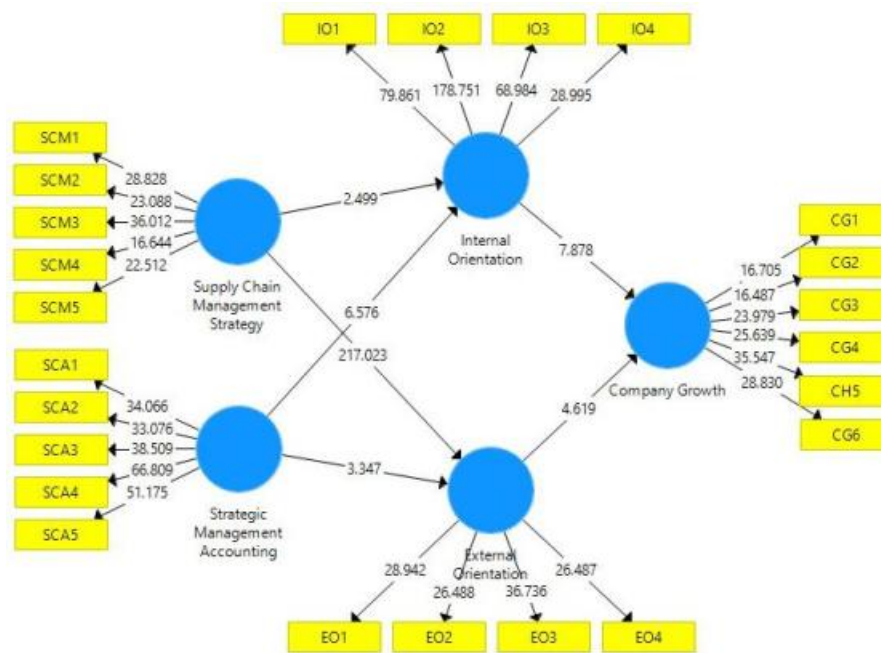 IO1
IO2
IO3
IO4
79.861
178.751
68.984
28.995
SCM1
SCM2
SCM3
SCM4
SCM5
28.828
23.088
36.012
16.644
22.512
Supply Chain
Management
Strategy
2.499
Internal
Orientation
7.878
6.576
217.023
CG1
CG2
CG3
CG4
CH5
CG6
16.705
16.487
23.979
25.639
35.547
28.830
Company Growth
SCA1
SCA2
SCA3
SCA4
SCA5
34.066
33.076
38.509
66.809
51.175
Strategic
Management
Accounting
3.347
4.619
External
Orientation
28.942
26.488
36.736
26.487
EO1
EO2
EO3
EO4